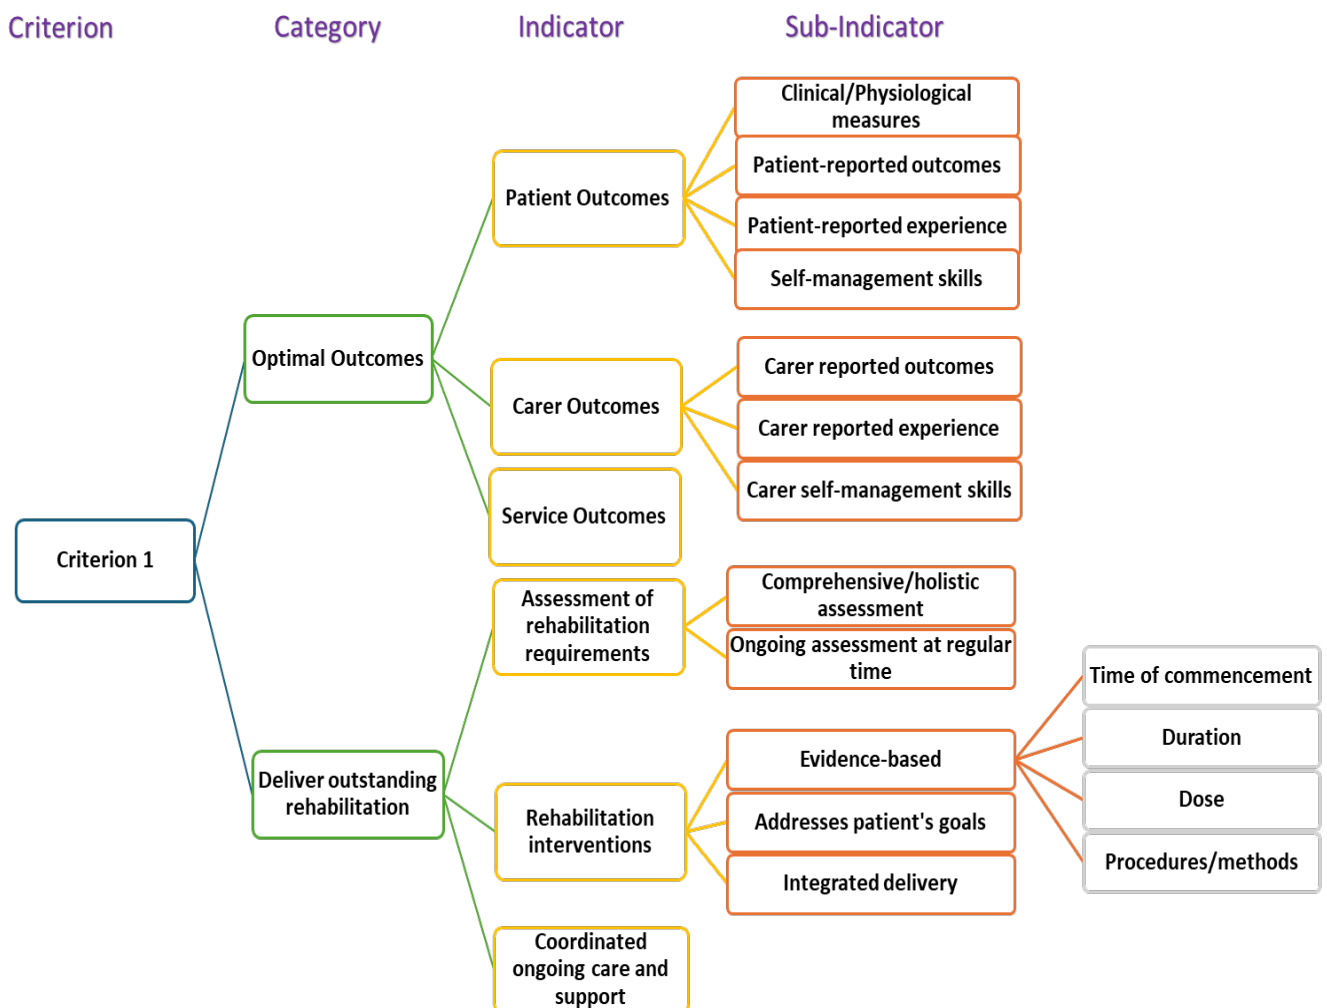 Criterion
Category
Indicator
Sub-Indicator
Clinical/Physiological
measures
Patient-reported outcomes
Patient Outcomes
Patient-reported experience
Self-management skills
Optimal Outcomes
Carer reported outcomes
Carer Outcomes
Carer reported experience
Carer self-management skills
Service Outcomes
Criterion 1
Assessment of
rehabilitation
requirements
Comprehensive/holistic
assessment
Ongoing assessment at regular
time
Deliver outstanding
rehabilitation
Rehabilitation
interventions
Evidence-based
Addresses patient's goals
Integrated delivery
Time of commencement
Duration
Dose
Procedures/methods
Coordinated
ongoing care and
support